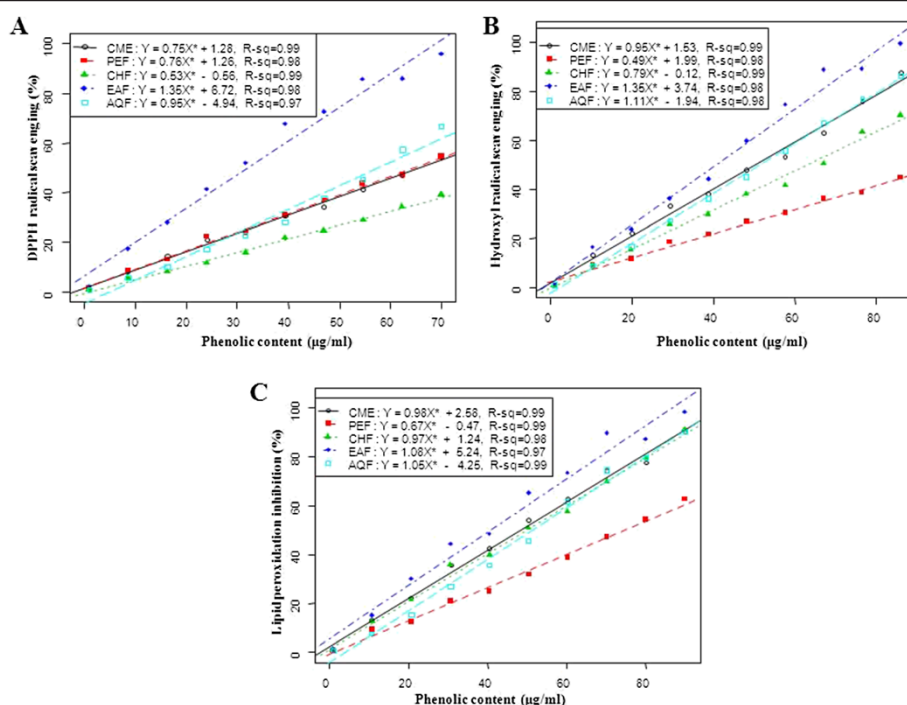 A
DPPH radical scan enging (%)
0 20 40 60 80 100
CME : Y = 0.75X* + 1.28, R-sq=0.99
PEF : Y = 0.76X* + 1.26, R-sq=0.98
CHF : Y = 0.53X* - 0.56, R-sq=0.99
EAF : Y = 1.35X* + 6.72, R-sq=0.98
AQF : Y = 0.95X* - 4.94, R-sq=0.97
0 10 20 30 40 50 60 70
Phenolic content (µg/ml)
B
Hydroxyl radical scan enging (%)
0 20 40 60 80 100
CME : Y = 0.95X* + 1.53, R-sq=0.99
PEF : Y = 0.49X* + 1.99, R-sq=0.98
CHF : Y = 0.79X* - 0.12, R-sq=0.99
EAF : Y = 1.35X* + 3.74, R-sq=0.98
AQF : Y = 1.11X* - 1.94, R-sq=0.98
0 20 40 60 80
Phenolic content (µg/ml)
C
Lipid peroxidation inhibition (%)
0 20 40 60 80 100
CME : Y = 0.98X* + 2.58, R-sq=0.99
PEF : Y = 0.67X* - 0.47, R-sq=0.99
CHF : Y = 0.97X* + 1.24, R-sq=0.98
EAF : Y = 1.08X* + 5.24, R-sq=0.97
AQF : Y = 1.05X* - 4.25, R-sq=0.99
0 20 40 60 80
Phenolic content (µg/ml)